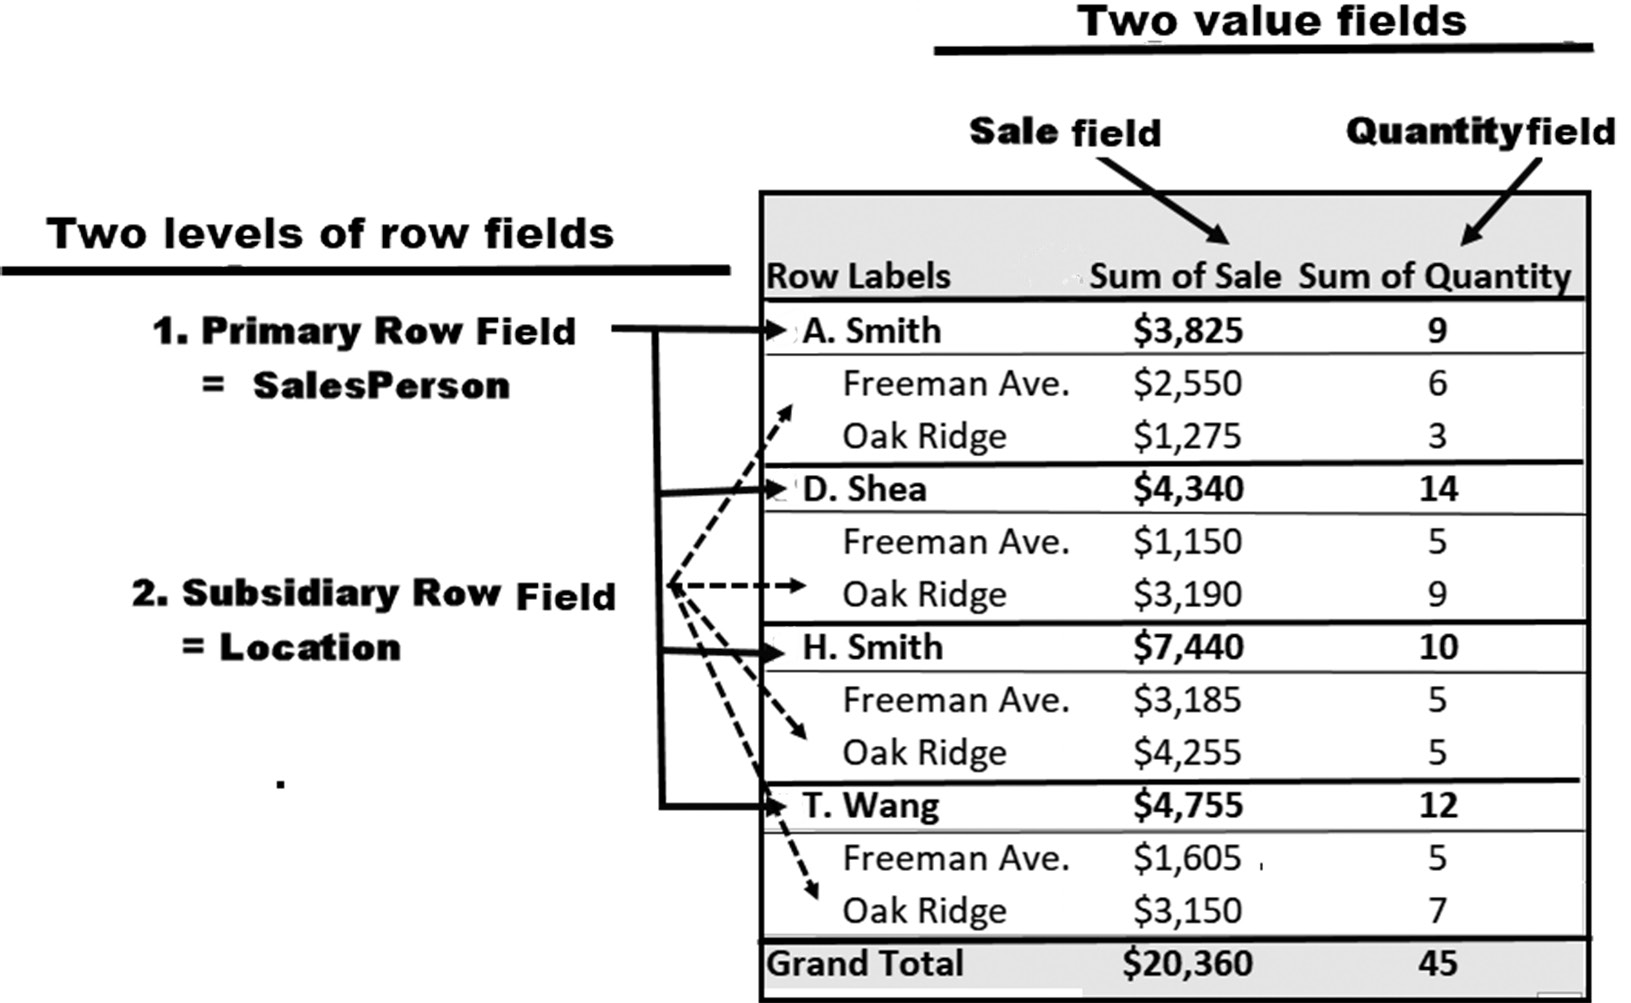 Two value fields
Sale field Quantityfield
Two levels of row fields
1. Primary Row Field
= SalesPerson
2. Subsidiary Row Field
= Location
Row Labels Sum of Sale Sum of Quantity
A. Smith $3,825 9
Freeman Ave. $2,550 6
Oak Ridge $1,275 3
D. Shea $4,340 14
Freeman Ave. $1,150 5
Oak Ridge $3,190 9
H. Smith $7,440 10
Freeman Ave. $3,185 5
Oak Ridge $4,255 5
T. Wang $4,755 12
Freeman Ave. $1,605 5
Oak Ridge $3,150 7
Grand Total $20,360 45